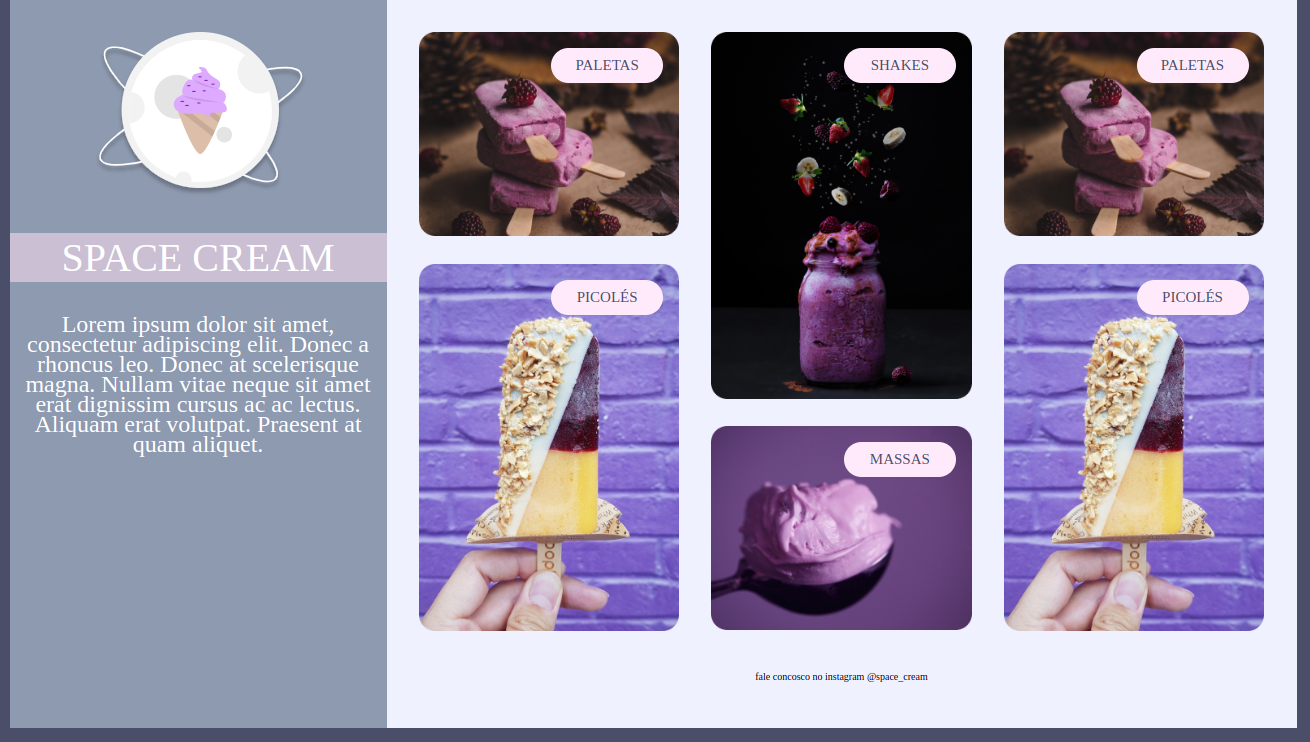 SPACE CREAM
Lorem ipsum dolor sit amet,
consectetur adipiscing elit. Donec a
rhoncus leo. Donec at scelerisque
magna. Nullam vitae neque sit amet
erat dignissim cursus ac ac lectus.
Aliquam erat volutpat. Praesent at
quam aliquet.
PALETAS
SHAKES
PALETAS
PICOLÉS
PICOLÉS
MASSAS
fale concosco no instagram @space_cream